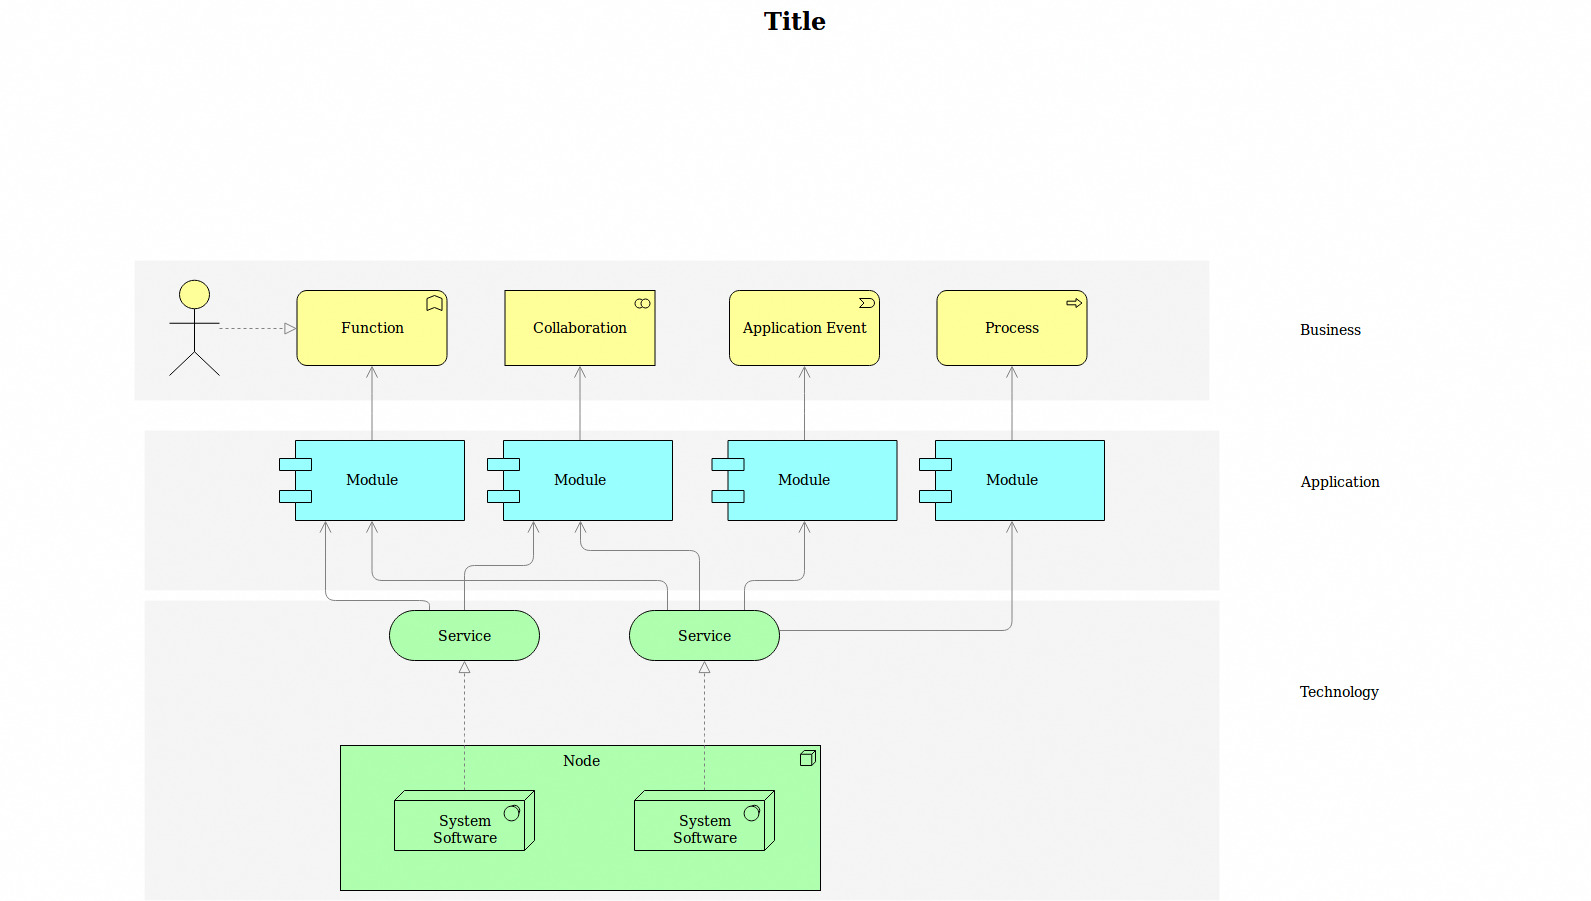 Title
Function
Collaboration
Application Event
Process
Business
Module
Module
Module
Module
Application
Service
Service
Technology
Node
System
Software
System
Software